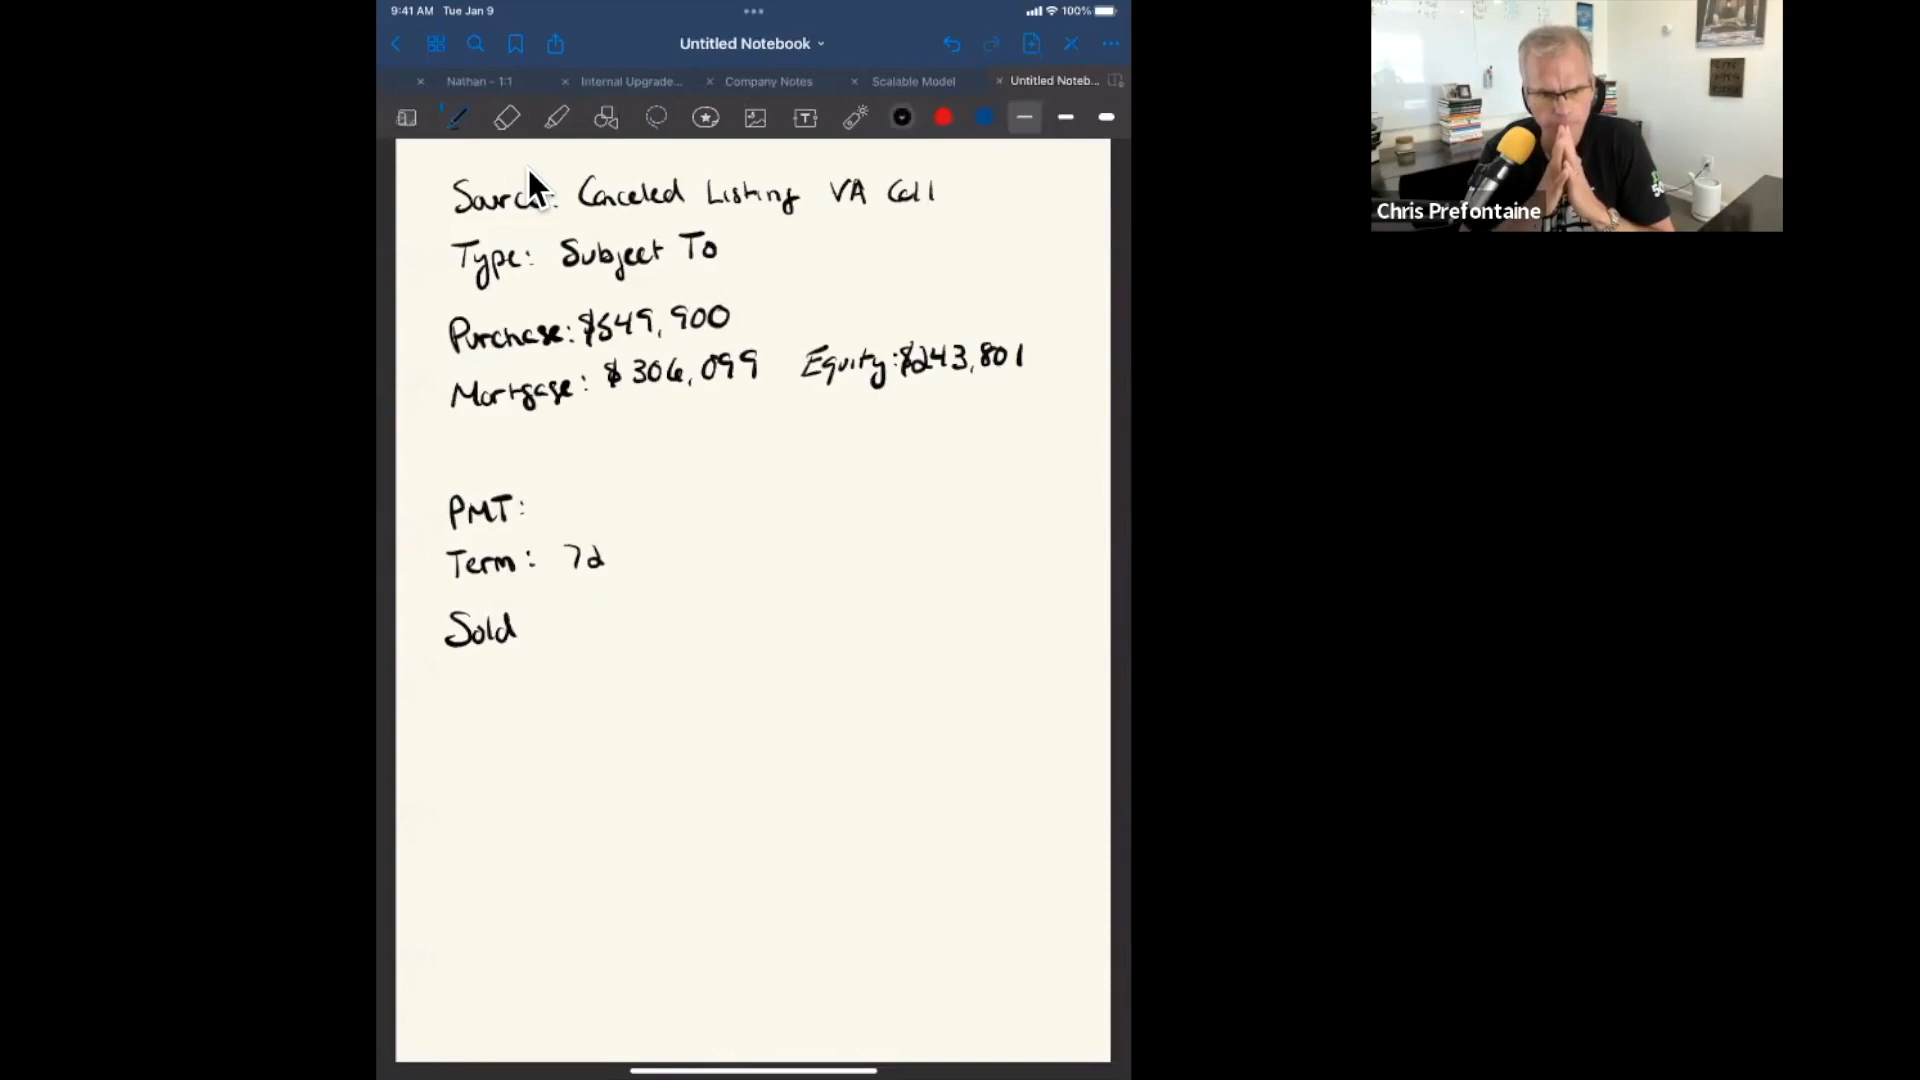 9:41 AM Tue Jan 9
100%
Untitled Notebook
Nathan - 1:1
Internal Upgrade...
Company Notes
Scalable Model
Untitled Noteb...
Source: Canceled Listing VA Call
Type: Subject To
Purchase: $549,900
Mortgage: $306,099 Equity: $243,801
PMT:
Term: 72
Sold
Chris Prefontaine